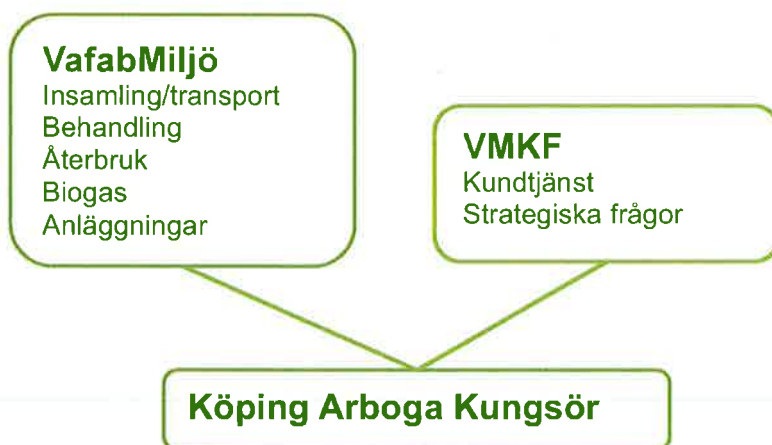 VafabMiljö
Insamling/transport
Behandling
Återbruk
Biogas
Anläggningar
VMKF
Kundtjänst
Strategiska frågor
Köping Arboga Kungsör